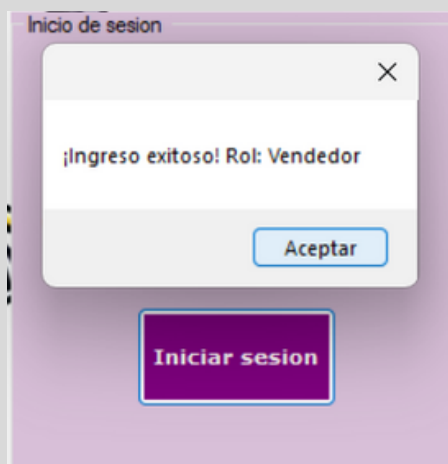 Inicio de sesion
¡Ingreso exitoso! Rol: Vendedor
Aceptar
Iniciar sesion